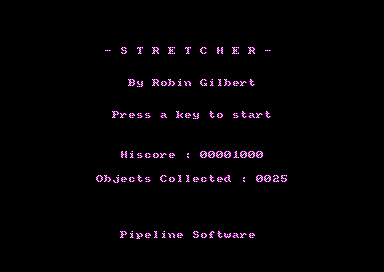 ~ S T R E T C H E R ~
By Robin Gilbert
Press a key to start
Hiscore : 00001000
Objects Collected : 0025
Pipeline Software